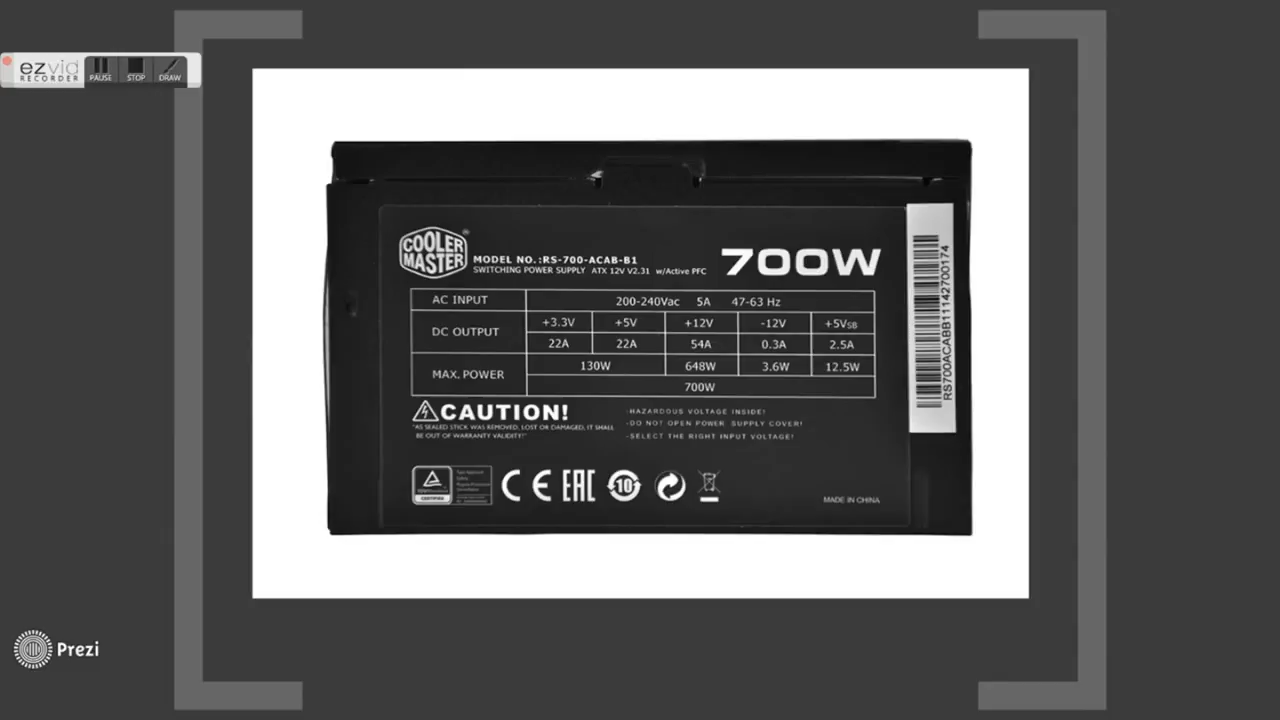 ezvid
RECORDER
PAUSE
STOP
DRAW
COOLER
MASTER
MODEL NO.:RS-700-ACAB-B1
SWITCHING POWER SUPPLY ATX 12V V2.31 w/Active PFC
700W
AC INPUT 200-240Vac 5A 47-63 Hz
DC OUTPUT +3.3V +5V +12V -12V +5VSB
22A 22A 54A 0.3A 2.5A
MAX. POWER 130W 648W 3.6W 12.5W
700W
CAUTION!
"AS SEALED STICK WAS REMOVED, LOST OR DAMAGED, IT SHALL
BE OUT OF WARRANTY VALIDITY!"
-HAZARDOUS VOLTAGE INSIDE!
-DO NOT OPEN POWER SUPPLY COVER!
-SELECT THE RIGHT INPUT VOLTAGE!
CE EAC 10
MADE IN CHINA
RS700ACABB11142700174
Prezi